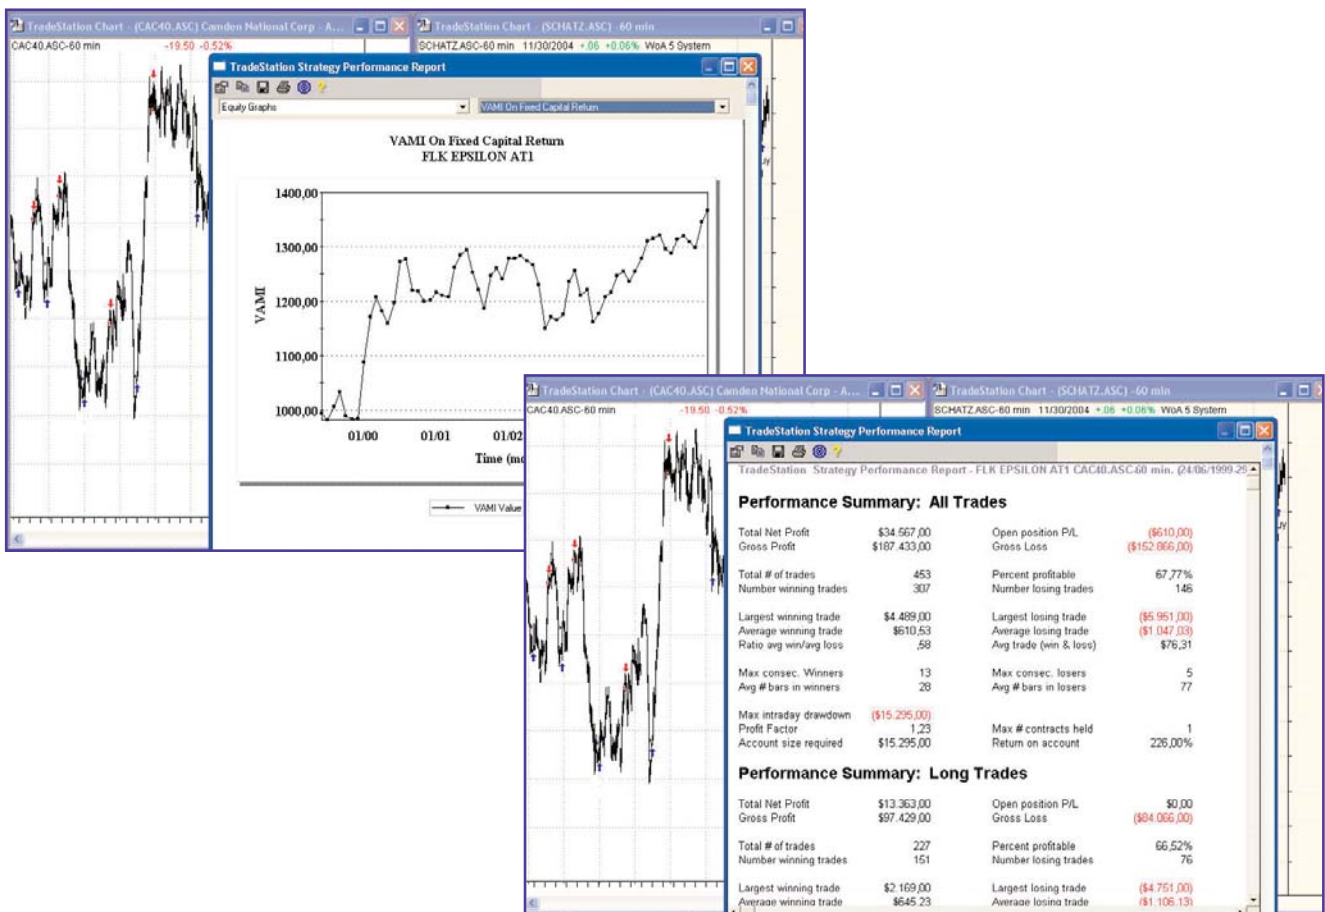 TradeStation Chart - (CAC40.ASC) Camden National Corp - A...
TradeStation Chart - (SCHATZ.ASC) -60 min
CAC40.ASC-60 min -19.50 -0.52%
SCHATZ.ASC-60 min 11/30/2004 +.06 +0.06% WoA 5 System
TradeStation Strategy Performance Report
Equity Graphs
VAMI On Fixed Capital Return
VAMI On Fixed Capital Return
FLK EPSILON AT1
1400,00
1300,00
1200,00
1100,00
1000,00
VAMI
01/00 01/01 01/02
Time (mo
VAMI Value
TradeStation Chart - (CAC40.ASC) Camden National Corp - A...
TradeStation Chart - (SCHATZ.ASC) -60 min
CAC40.ASC-60 min -19.50 -0.52%
SCHATZ.ASC-60 min 11/30/2004 +.06 +0.06% WoA 5 System
TradeStation Strategy Performance Report
TradeStation Strategy Performance Report - FLK EPSILON AT1 CAC40.ASC-60 min. (24/06/1999-29
Performance Summary: All Trades
Total Net Profit $34.567,00 Open position P/L ($610,00)
Gross Profit $187.433,00 Gross Loss ($152.866,00)
Total # of trades 453 Percent profitable 67,77%
Number winning trades 307 Number losing trades 146
Largest winning trade $4.489,00 Largest losing trade ($5.951,00)
Average winning trade $610,53 Average losing trade ($1.047,03)
Ratio avg win/avg loss ,58 Avg trade (win & loss) $76,31
Max consec. Winners 13 Max consec. losers 5
Avg # bars in winners 28 Avg # bars in losers 77
Max intraday drawdown ($15.295,00)
Profit Factor 1,23 Max # contracts held 1
Account size required $15.295,00 Return on account 226,00%
Performance Summary: Long Trades
Total Net Profit $13.363,00 Open position P/L $0,00
Gross Profit $97.429,00 Gross Loss ($84.066,00)
Total # of trades 227 Percent profitable 66,52%
Number winning trades 151 Number losing trades 76
Largest winning trade $2.169,00 Largest losing trade ($4.751,00)
Average winning trade $645,23 Average losing trade ($1.106,13)